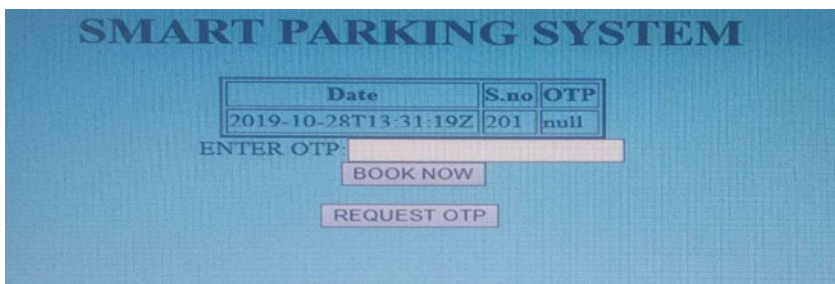 SMART PARKING SYSTEM
Date S.no OTP
2019-10-28T13:31:19Z 201 null
ENTER OTP:
BOOK NOW
REQUEST OTP